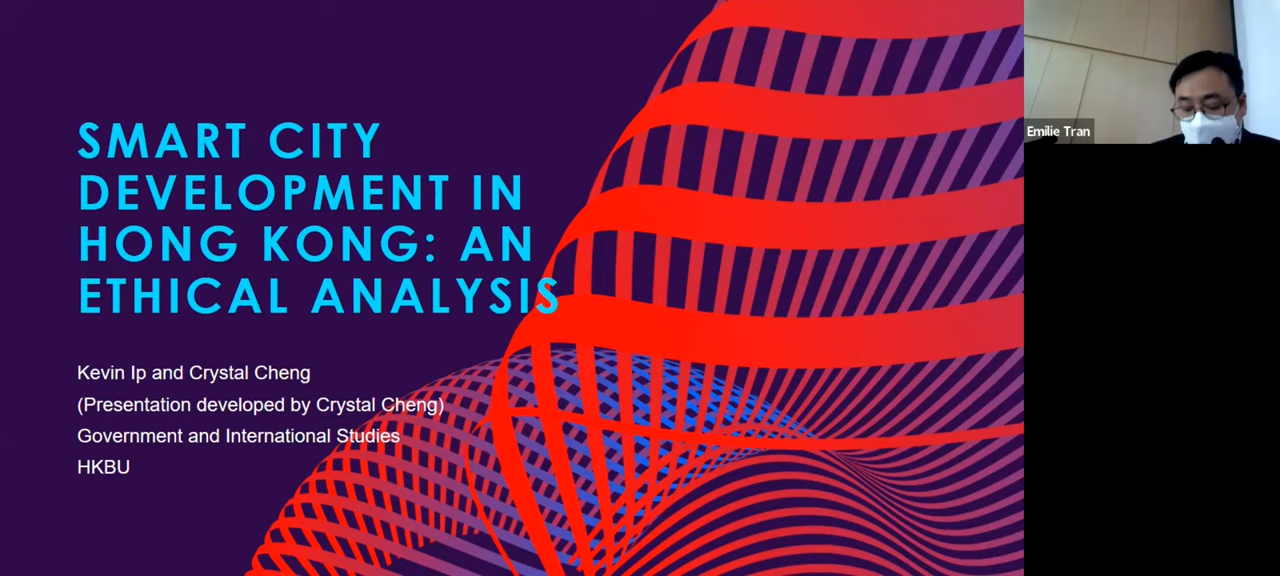 SMART CITY
DEVELOPMENT IN
HONG KONG: AN
ETHICAL ANALYSIS
Kevin Ip and Crystal Cheng
(Presentation developed by Crystal Cheng)
Government and International Studies
HKBU
Emilie Tran